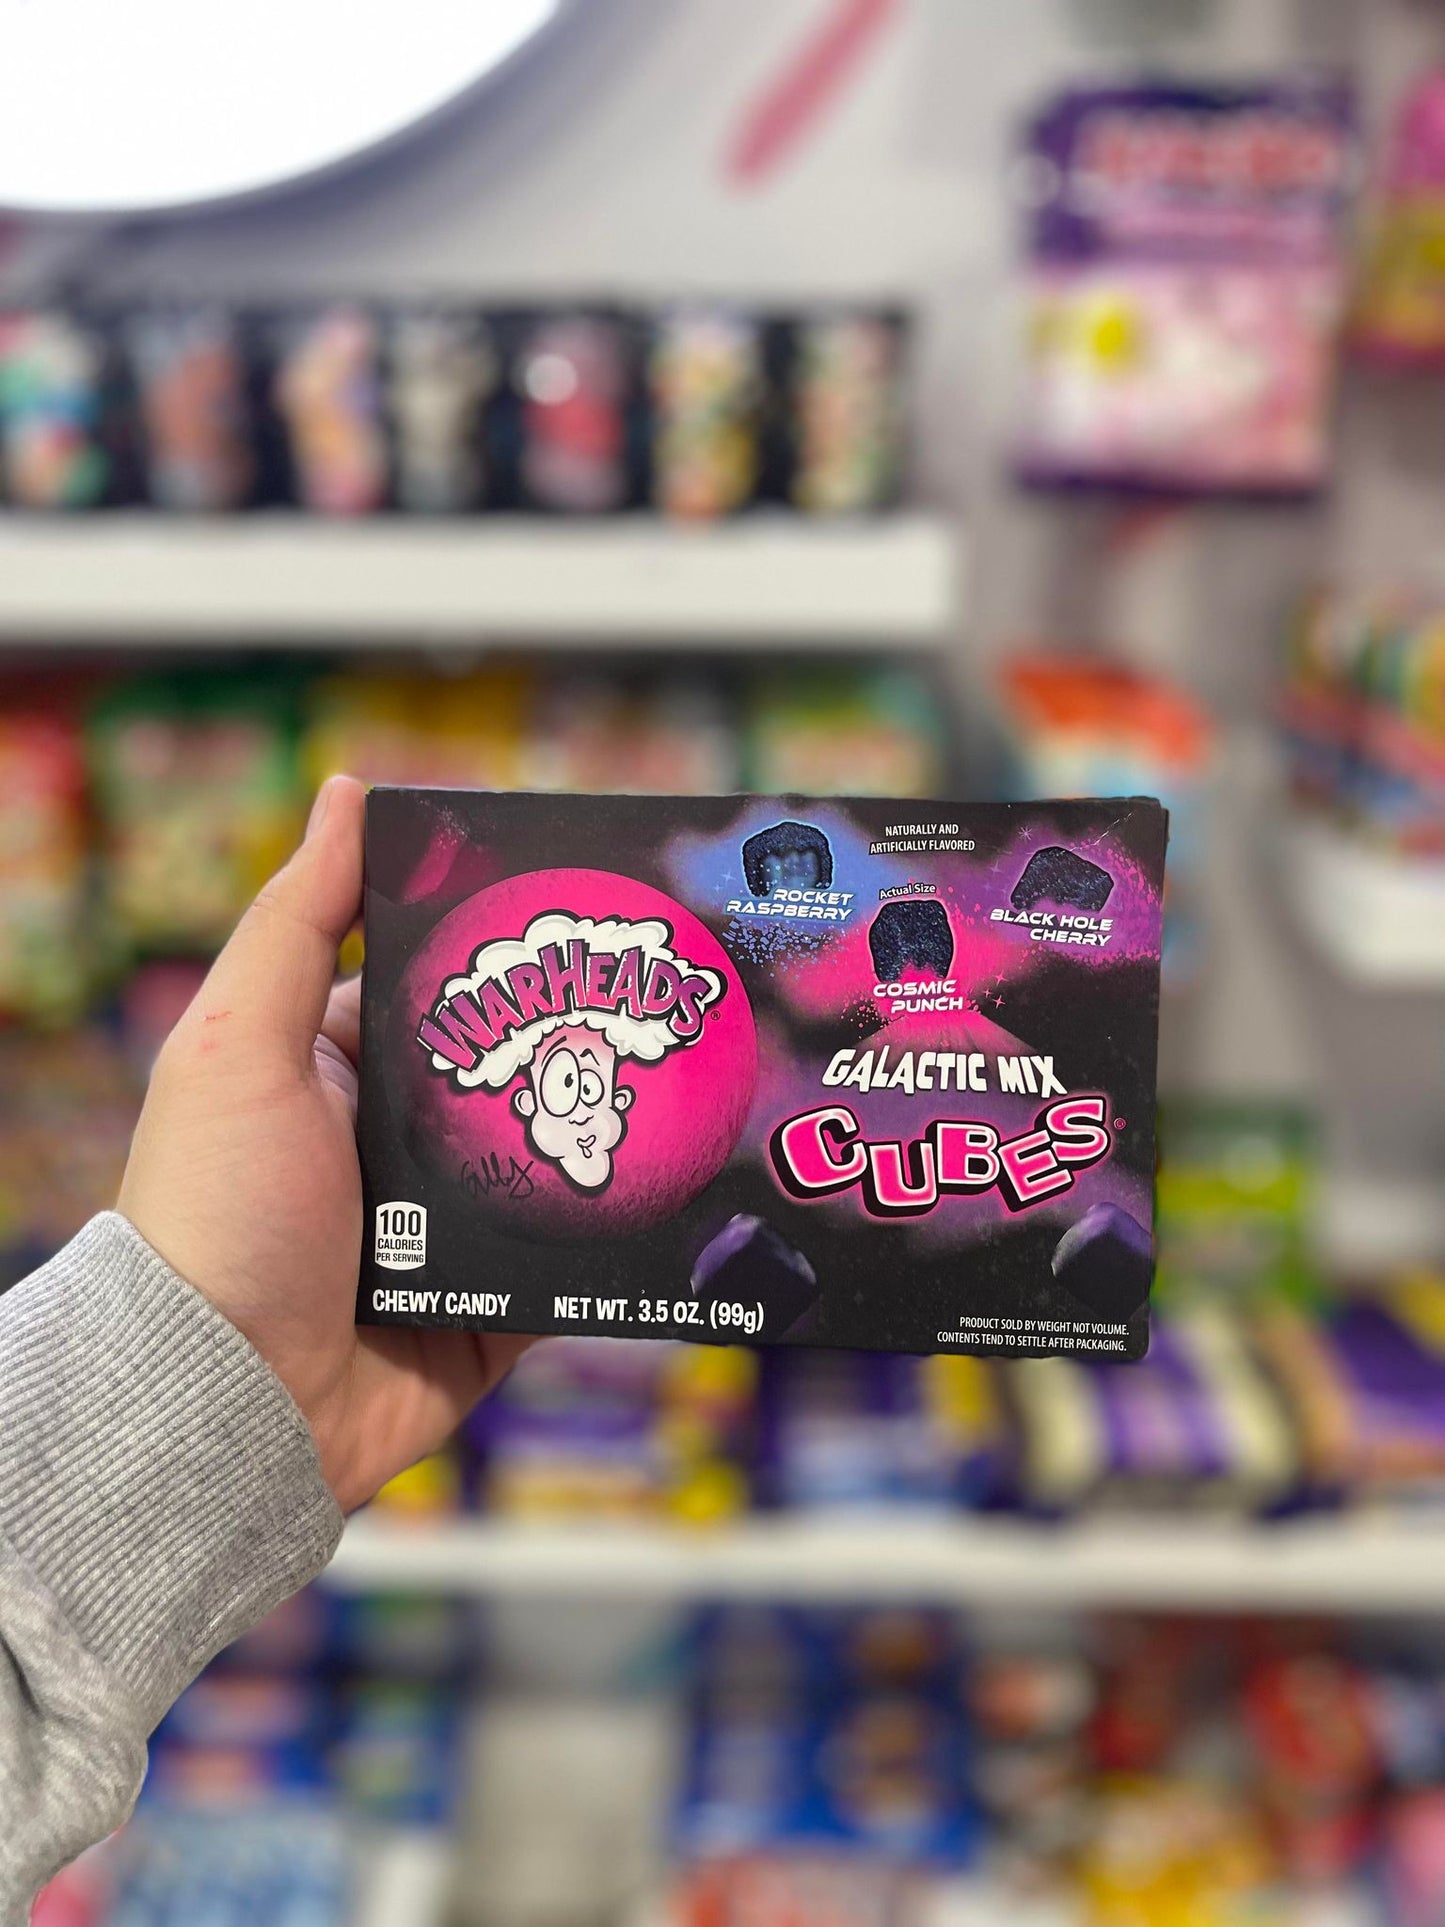 WARHEADS®
Wally
100
CALORIES
PER SERVING
CHEWY CANDY
NET WT. 3.5 OZ. (99g)
NATURALLY AND
ARTIFICIALLY FLAVORED
ROCKET
RASPBERRY
Actual Size
COSMIC
PUNCH
BLACK HOLE
CHERRY
GALACTIC MIX
CUBES®
PRODUCT SOLD BY WEIGHT NOT VOLUME.
CONTENTS TEND TO SETTLE AFTER PACKAGING.